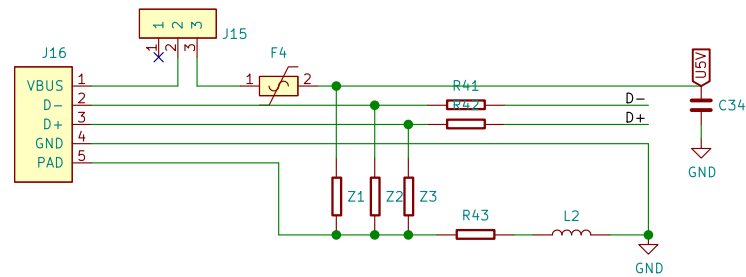 1 2 3
J15
1 2 3
J16
F4
VBUS 1
1 2
R41
U5V
D- 2
D-
C34
R42
D+ 3
D+
GND 4
PAD 5
GND
Z1 Z2 Z3
R43
L2
GND